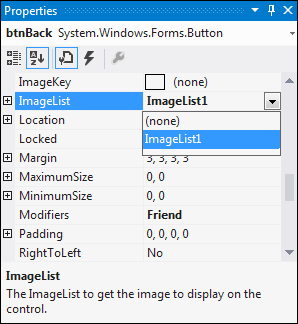 Properties
btnBack System.Windows.Forms.Button
ImageKey (none)
ImageList ImageList1
Location (none)
Locked ImageList1
Margin 3, 3, 3, 3
MaximumSize 0, 0
MinimumSize 0, 0
Modifiers Friend
Padding 0, 0, 0, 0
RightToLeft No
ImageList
The ImageList to get the image to display on the
control.